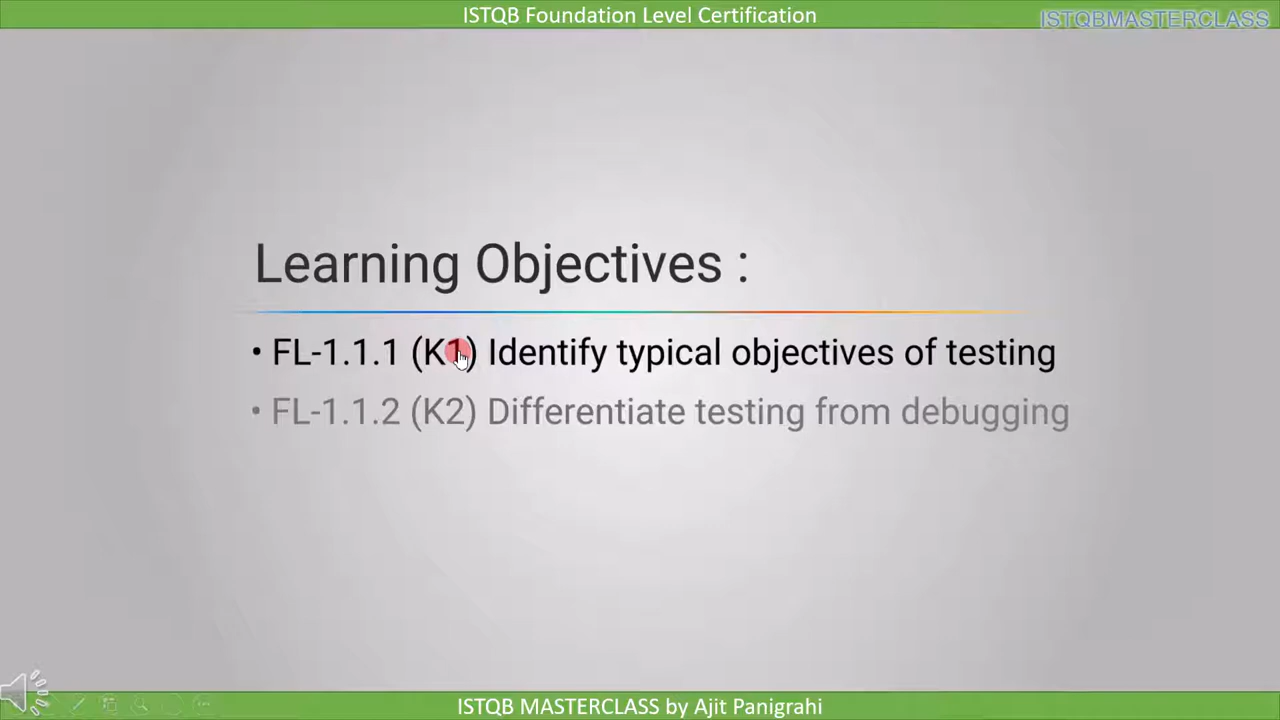 ISTQB Foundation Level Certification
ISTQBMASTERCLASS
Learning Objectives :
• FL-1.1.1 (K1) Identify typical objectives of testing
• FL-1.1.2 (K2) Differentiate testing from debugging
ISTQB MASTERCLASS by Ajit Panigrahi